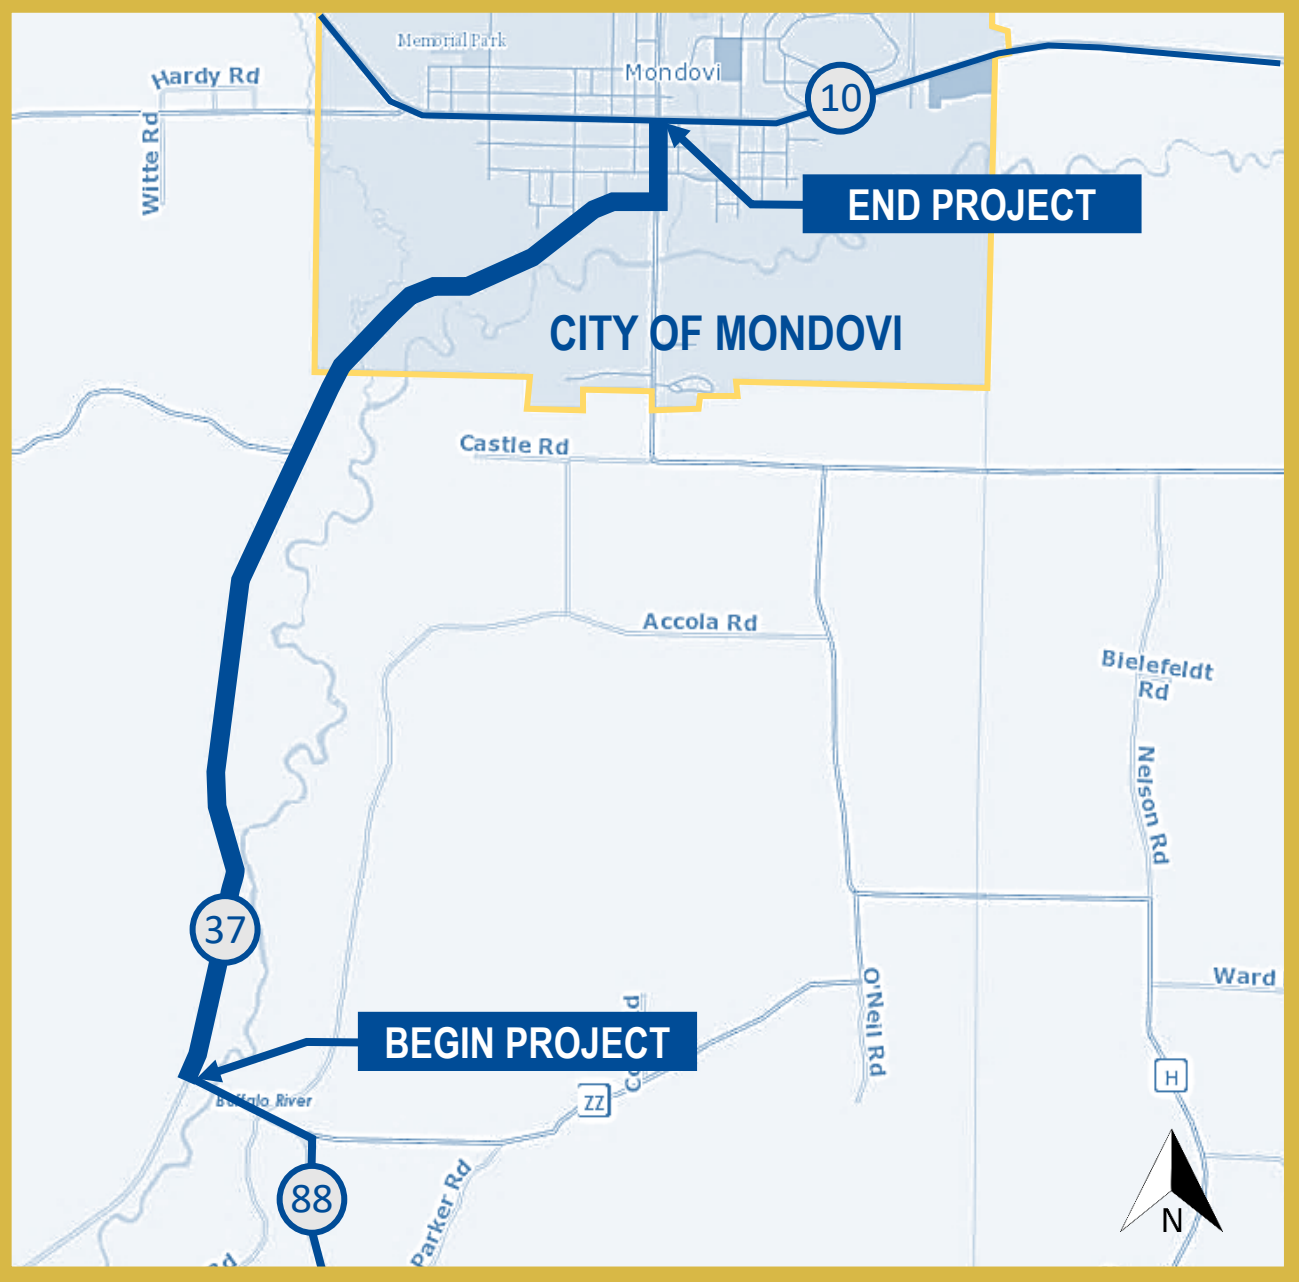 Memorial Park
Mondovi
Hardy Rd
10
Witte Rd
END PROJECT
CITY OF MONDOVI
Castle Rd
Accola Rd
Bielefeldt
Rd
Nelson Rd
37
Ward
O'Neil Rd
BEGIN PROJECT
H
ZZ
Buffalo River
88
Parker Rd
Rd
N